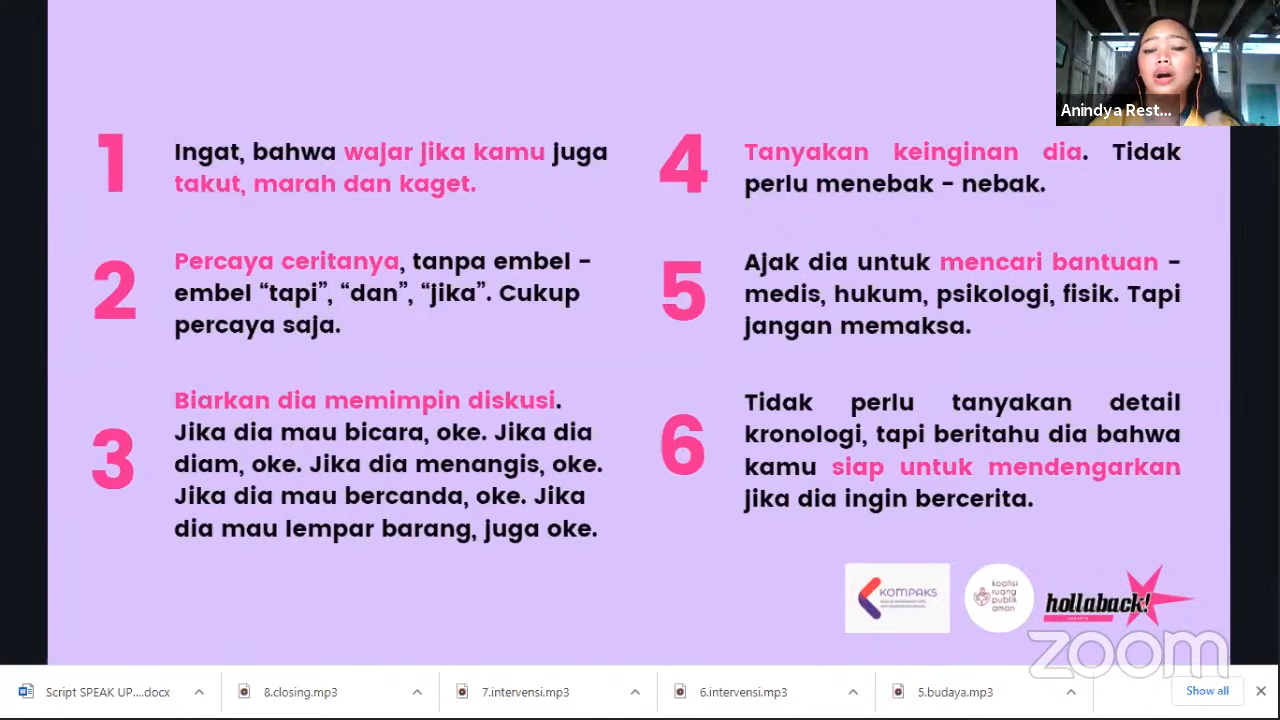 Anindya Rest...
1
Ingat, bahwa wajar jika kamu juga
takut, marah dan kaget.
2
Percaya ceritanya, tanpa embel -
embel “tapi”, “dan”, “jika”. Cukup
percaya saja.
3
Biarkan dia memimpin diskusi.
Jika dia mau bicara, oke. Jika dia
diam, oke. Jika dia menangis, oke.
Jika dia mau bercanda, oke. Jika
dia mau lempar barang, juga oke.
4
Tanyakan keinginan dia. Tidak
perlu menebak - nebak.
5
Ajak dia untuk mencari bantuan -
medis, hukum, psikologi, fisik. Tapi
jangan memaksa.
6
Tidak perlu tanyakan detail
kronologi, tapi beritahu dia bahwa
kamu siap untuk mendengarkan
jika dia ingin bercerita.
KOMPAKS
koalisi
ruang
publik
aman
hollaback!
JAKARTA
zoom
Script SPEAK UP....docx
8.closing.mp3
7.intervensi.mp3
6.intervensi.mp3
5.budaya.mp3
Show all